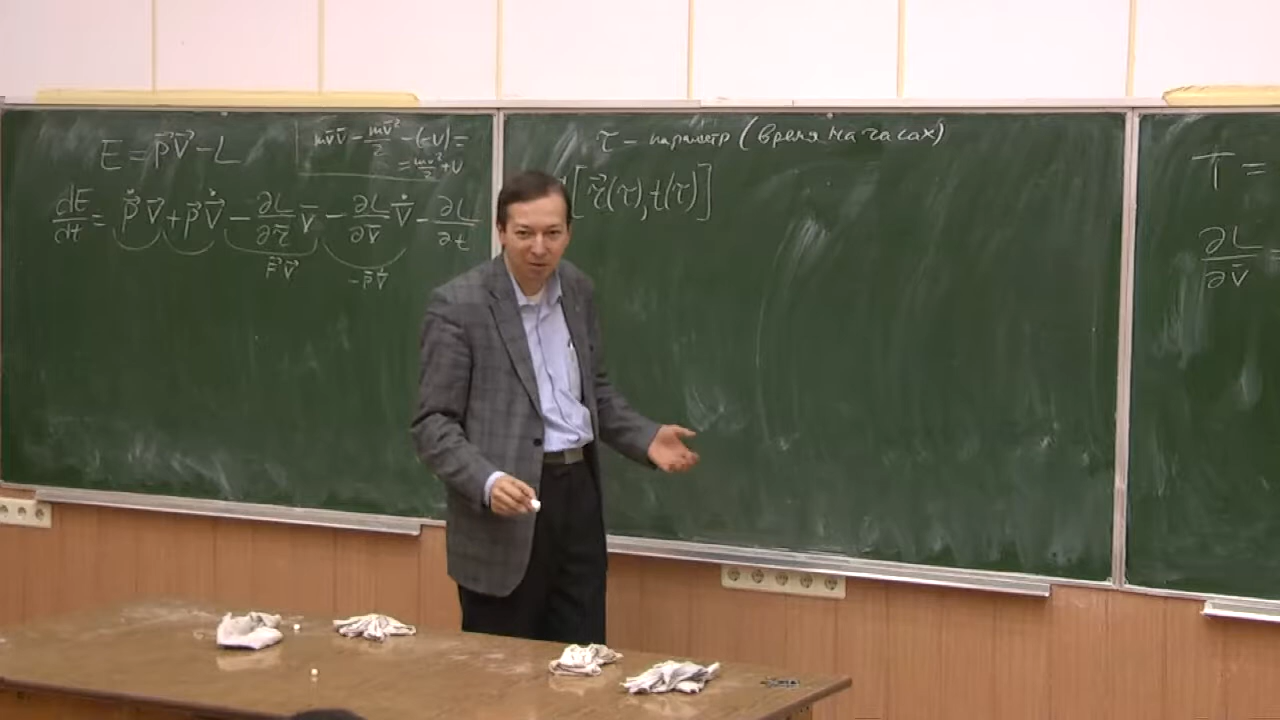 E = p⃗v⃗ − L
mv̄v̄ − mv̄²/2 − (−U) =
= mv²/2 + U
dE/dt = ṗ⃗ v⃗ + p⃗ v̇⃗ − ∂L/∂r̄ v̄ − ∂L/∂v̄ v̇̄ − ∂L/∂t
F⃗v⃗
−p̄v̇̄
τ – параметр (время на часах)
[r⃗(τ), t(τ)]
T =
∂L/∂v̄ =